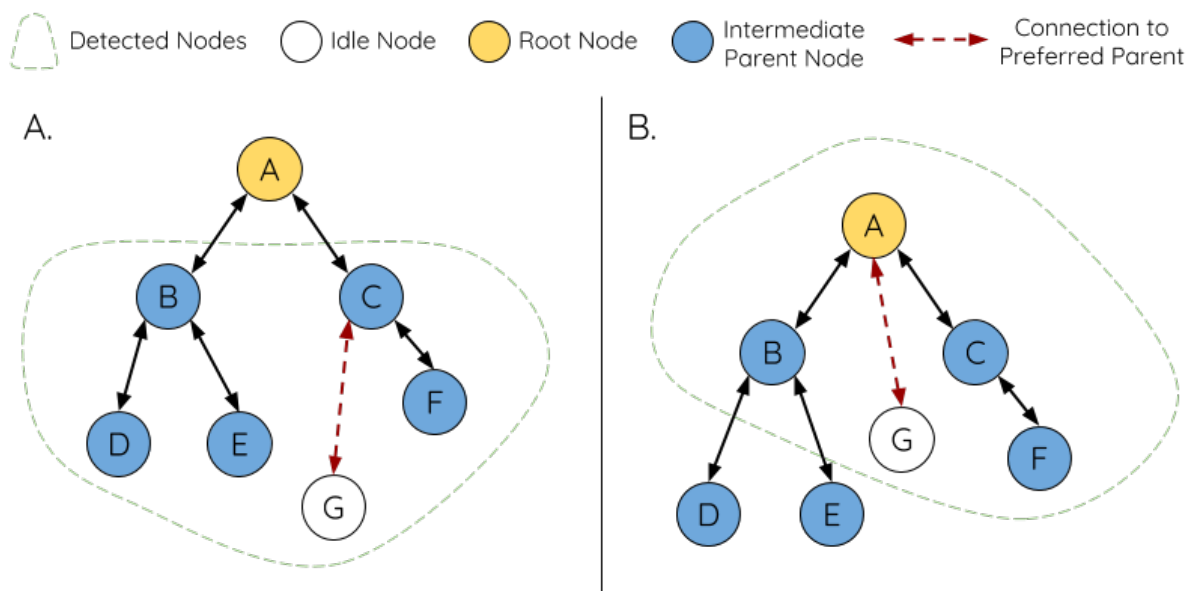 Detected Nodes
Idle Node
Root Node
Intermediate
Parent Node
Connection to
Preferred Parent
A.
A
B
C
D
E
F
G
B.
A
B
C
G
F
D
E